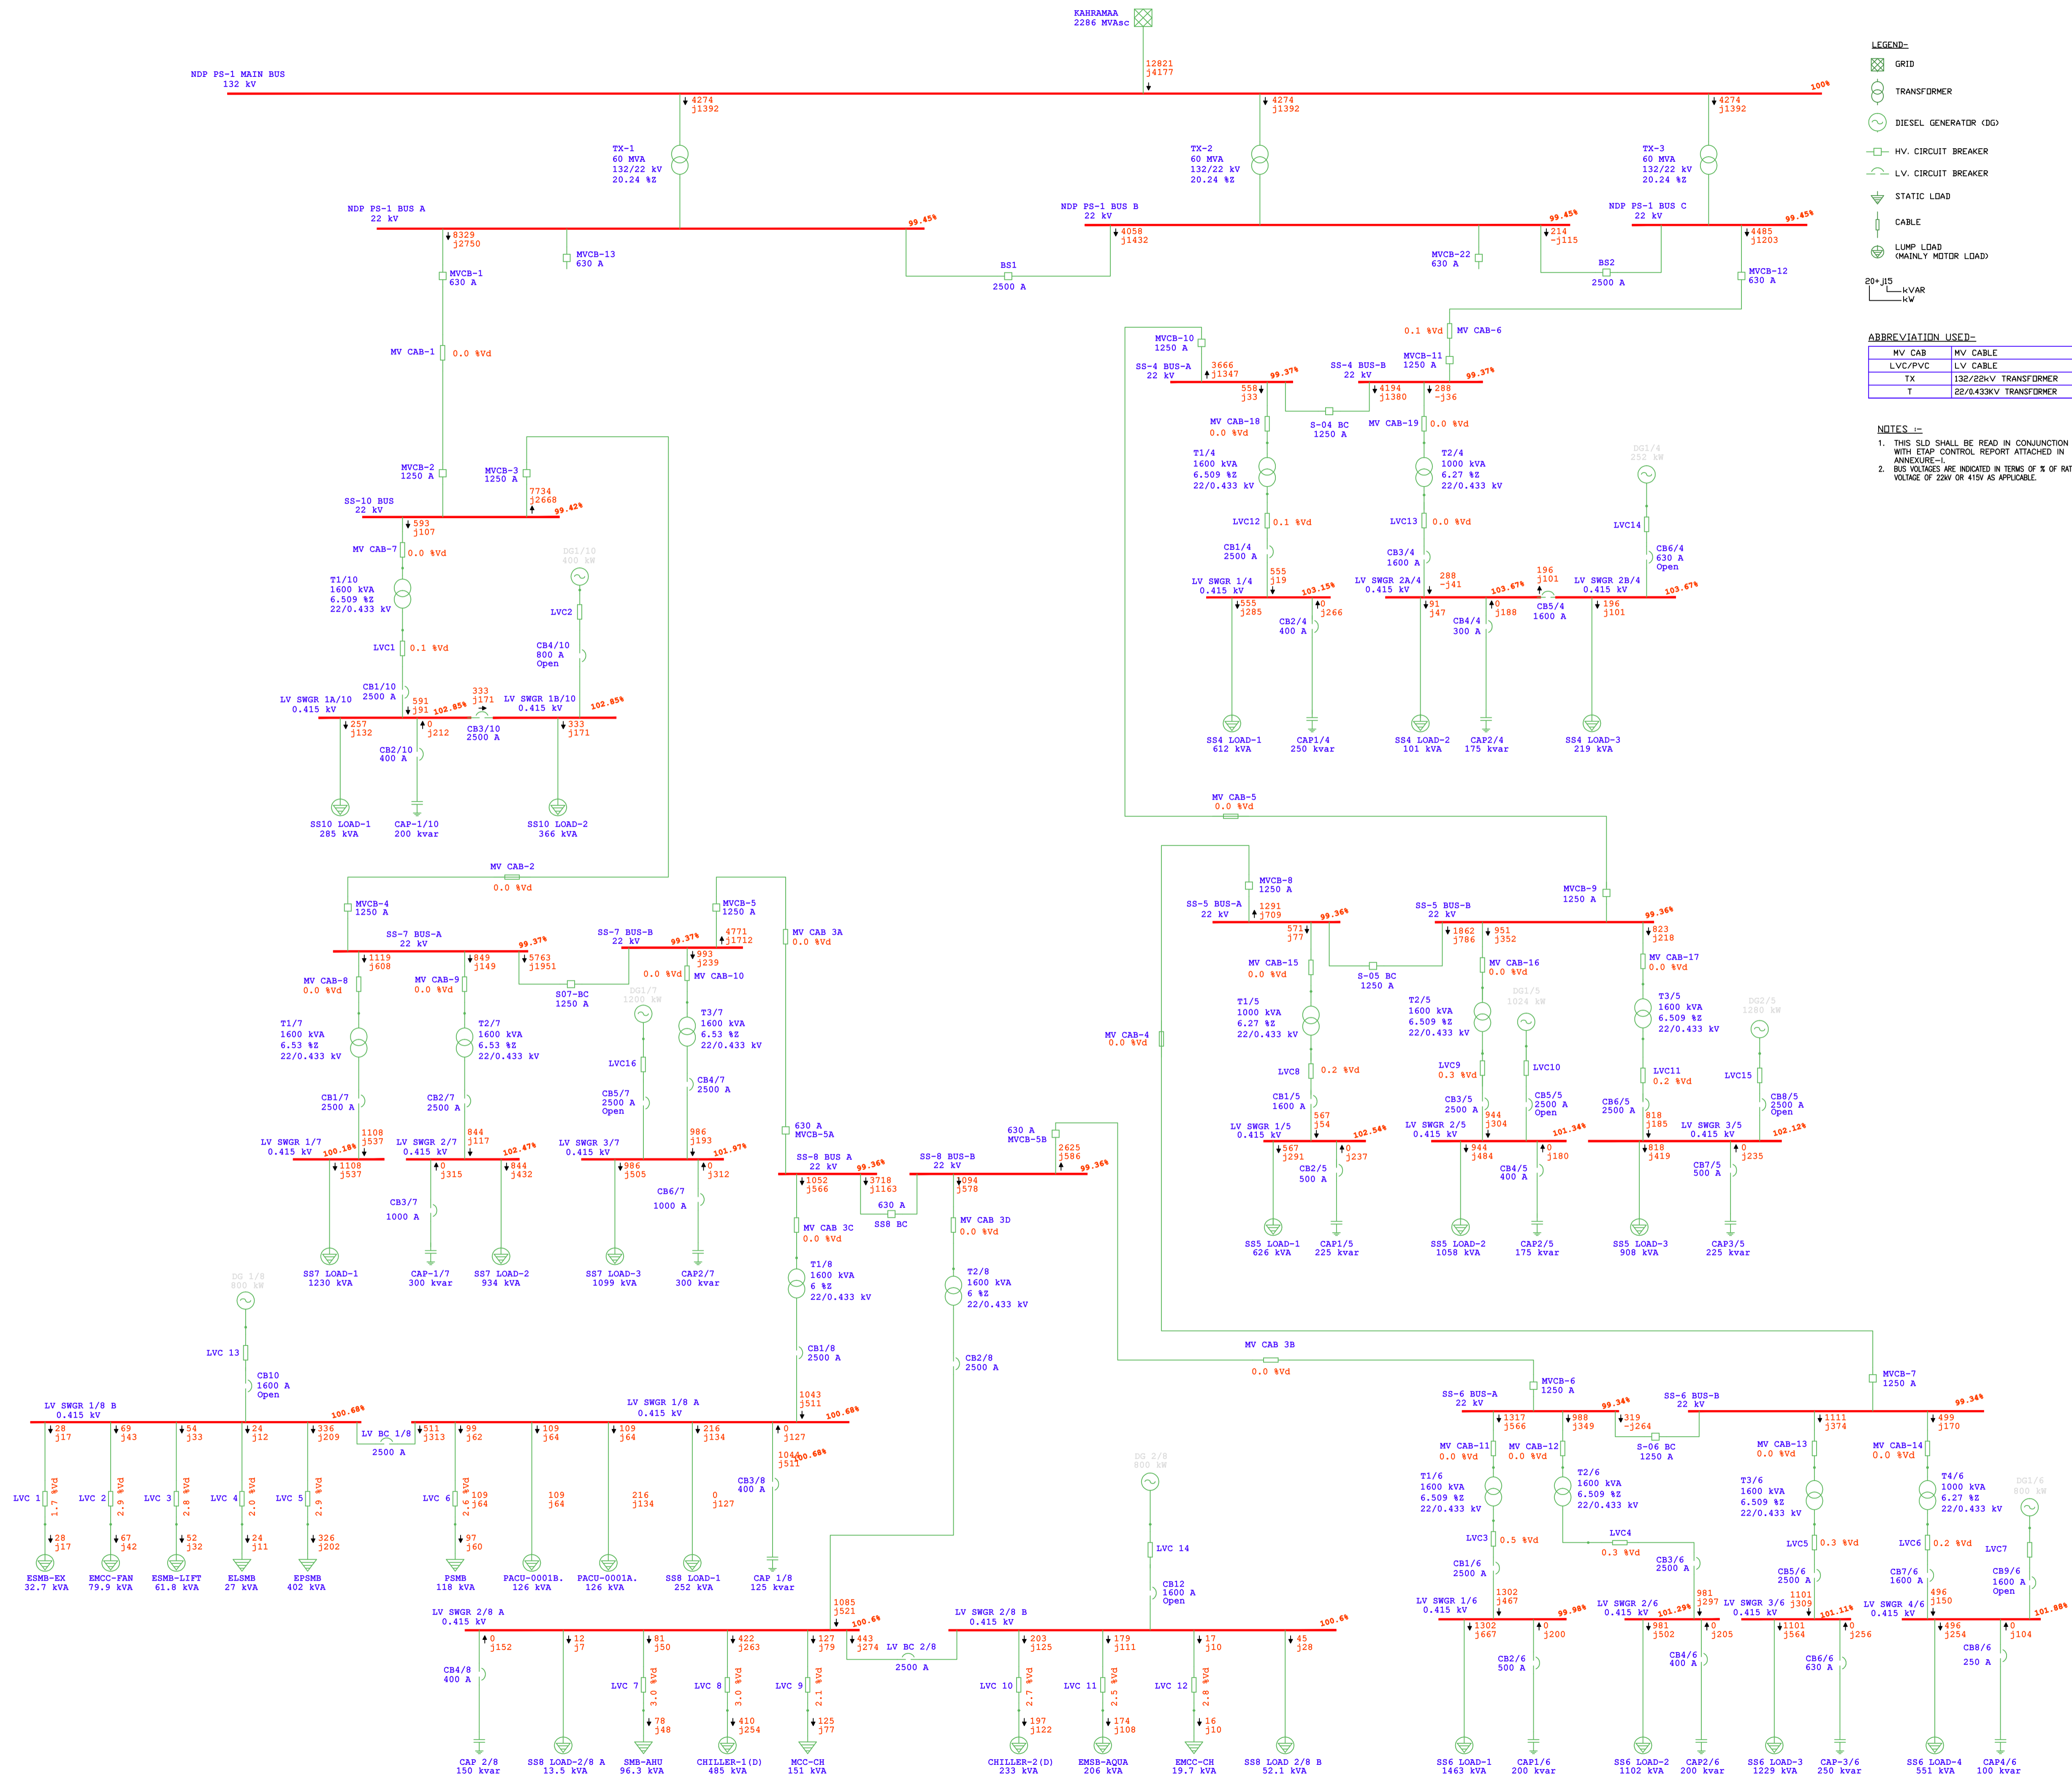 KAHRAMAA
2286 MVAsc
12821
j4177
NDP PS-1 MAIN BUS
132 kV
100%
4274
j1392
4274
j1392
4274
j1392
TX-1
60 MVA
132/22 kV
20.24 %Z
TX-2
60 MVA
132/22 kV
20.24 %Z
TX-3
60 MVA
132/22 kV
20.24 %Z
NDP PS-1 BUS A
22 kV
99.45%
NDP PS-1 BUS B
22 kV
99.45%
NDP PS-1 BUS C
22 kV
99.45%
8329
j2750
MVCB-1
630 A
MVCB-13
630 A
BS1
2500 A
4058
j1432
MVCB-22
630 A
214
-j115
BS2
2500 A
4485
j1203
MVCB-12
630 A
LEGEND-
GRID
TRANSFORMER
DIESEL GENERATOR (DG)
HV. CIRCUIT BREAKER
LV. CIRCUIT BREAKER
STATIC LOAD
CABLE
LUMP LOAD
(MAINLY MOTOR LOAD)
20+j15
kVAR
kW
ABBREVIATION USED-
MV CAB MV CABLE
LVC/PVC LV CABLE
TX 132/22kV TRANSFORMER
T 22/0.433KV TRANSFORMER
NOTES :-
1. THIS SLD SHALL BE READ IN CONJUNCTION
WITH ETAP CONTROL REPORT ATTACHED IN
ANNEXURE-I.
2. BUS VOLTAGES ARE INDICATED IN TERMS OF % OF RAT
VOLTAGE OF 22kV OR 415V AS APPLICABLE.
MV CAB-1 0.0 %Vd
MVCB-2
1250 A
MVCB-3
1250 A
7734
j2668
SS-10 BUS
22 kV
99.42%
593
j107
MV CAB-7 0.0 %Vd
T1/10
1600 kVA
6.509 %Z
22/0.433 kV
DG1/10
400 kW
LVC2
LVC1 0.1 %Vd
CB4/10
800 A
Open
CB1/10
2500 A
LV SWGR 1A/10
0.415 kV
591
j91
102.85%
333
j171
CB3/10
2500 A
LV SWGR 1B/10
0.415 kV
102.85%
257
j132
0
j212
CB2/10
400 A
333
j171
SS10 LOAD-1
285 kVA
CAP-1/10
200 kvar
SS10 LOAD-2
366 kVA
0.1 %Vd MV CAB-6
MVCB-10
1250 A
MVCB-11
1250 A
SS-4 BUS-A
22 kV
3666
j1347
99.37%
SS-4 BUS-B
22 kV
99.37%
558
j33
4194
j1380
288
-j36
S-04 BC
1250 A
MV CAB-18
0.0 %Vd
MV CAB-19 0.0 %Vd
T1/4
1600 kVA
6.509 %Z
22/0.433 kV
T2/4
1000 kVA
6.27 %Z
22/0.433 kV
DG1/4
252 kW
LVC12 0.1 %Vd
LVC13 0.0 %Vd
LVC14
CB1/4
2500 A
CB3/4
1600 A
CB6/4
630 A
Open
LV SWGR 1/4
0.415 kV
555
j19
103.15%
LV SWGR 2A/4
0.415 kV
288
-j41
103.67%
196
j101
CB5/4
1600 A
LV SWGR 2B/4
0.415 kV
103.67%
555
j285
0
j266
CB2/4
400 A
91
j47
0
j188
CB4/4
300 A
196
j101
SS4 LOAD-1
612 kVA
CAP1/4
250 kvar
SS4 LOAD-2
101 kVA
CAP2/4
175 kvar
SS4 LOAD-3
219 kVA
MV CAB-5
0.0 %Vd
MV CAB-2
0.0 %Vd
MVCB-4
1250 A
MVCB-5
1250 A
SS-7 BUS-A
22 kV
99.37%
SS-7 BUS-B
22 kV
99.37%
4771
j1712
MV CAB 3A
0.0 %Vd
1119
j608
849
j149
5763
j1951
S07-BC
1250 A
993
j239
MV CAB-8
0.0 %Vd
MV CAB-9
0.0 %Vd
0.0 %Vd MV CAB-10
T1/7
1600 kVA
6.53 %Z
22/0.433 kV
T2/7
1600 kVA
6.53 %Z
22/0.433 kV
DG1/7
1200 kW
T3/7
1600 kVA
6.53 %Z
22/0.433 kV
LVC16
CB1/7
2500 A
CB2/7
2500 A
CB5/7
2500 A
Open
CB4/7
2500 A
LV SWGR 1/7
0.415 kV
100.18%
1108
j537
LV SWGR 2/7
0.415 kV
844
j117
102.47%
LV SWGR 3/7
0.415 kV
986
j193
101.97%
1108
j537
0
j315
CB3/7
1000 A
844
j432
986
j505
0
j312
CB6/7
1000 A
SS7 LOAD-1
1230 kVA
CAP-1/7
300 kvar
SS7 LOAD-2
934 kVA
SS7 LOAD-3
1099 kVA
CAP2/7
300 kvar
MVCB-8
1250 A
MVCB-9
1250 A
SS-5 BUS-A
22 kV
1291
j709
99.36%
SS-5 BUS-B
22 kV
99.36%
571
j77
1862
j786
951
j352
823
j218
S-05 BC
1250 A
MV CAB-4
0.0 %Vd
MV CAB-15
0.0 %Vd
MV CAB-16
0.0 %Vd
MV CAB-17
0.0 %Vd
T1/5
1000 kVA
6.27 %Z
22/0.433 kV
T2/5
1600 kVA
6.509 %Z
22/0.433 kV
DG1/5
1024 kW
T3/5
1600 kVA
6.509 %Z
22/0.433 kV
DG2/5
1280 kW
LVC8 0.2 %Vd
LVC9
0.3 %Vd
LVC10
LVC11
0.2 %Vd
LVC15
CB1/5
1600 A
CB3/5
2500 A
CB5/5
2500 A
Open
CB6/5
2500 A
CB8/5
2500 A
Open
LV SWGR 1/5
0.415 kV
567
j54
102.54%
LV SWGR 2/5
0.415 kV
944
j304
101.34%
818
j185
LV SWGR 3/5
0.415 kV
102.12%
567
j291
0
j237
CB2/5
500 A
944
j484
0
j180
CB4/5
400 A
818
j419
0
j235
CB7/5
500 A
SS5 LOAD-1
626 kVA
CAP1/5
225 kvar
SS5 LOAD-2
1058 kVA
CAP2/5
175 kvar
SS5 LOAD-3
908 kVA
CAP3/5
225 kvar
630 A
MVCB-5A
630 A
MVCB-5B
2625
j586
SS-8 BUS A
22 kV
99.36%
SS-8 BUS-B
22 kV
99.36%
1052
j566
3718
j1163
630 A
SS8 BC
1094
j578
MV CAB 3C
0.0 %Vd
MV CAB 3D
0.0 %Vd
T1/8
1600 kVA
6 %Z
22/0.433 kV
T2/8
1600 kVA
6 %Z
22/0.433 kV
CB1/8
2500 A
CB2/8
2500 A
DG 1/8
800 kW
LVC 13
CB10
1600 A
Open
LV SWGR 1/8 B
0.415 kV
100.68%
LV SWGR 1/8 A
0.415 kV
1043
j511
100.68%
28
j17
69
j43
54
j33
24
j12
336
j209
LV BC 1/8
2500 A
511
j313
99
j62
109
j64
109
j64
216
j134
0
j127
1044
j511
100.68%
CB3/8
400 A
LVC 1 1.7 %Vd
LVC 2 2.9 %Vd
LVC 3 2.8 %Vd
LVC 4 2.0 %Vd
LVC 5 2.9 %Vd
LVC 6 2.6 %Vd
109
j64
109
j64
216
j134
0
j127
28
j17
67
j42
52
j32
24
j11
326
j202
97
j60
ESMB-EX
32.7 kVA
EMCC-FAN
79.9 kVA
ESMB-LIFT
61.8 kVA
ELSMB
27 kVA
EPSMB
402 kVA
PSMB
118 kVA
PACU-0001B.
126 kVA
PACU-0001A.
126 kVA
SS8 LOAD-1
252 kVA
CAP 1/8
125 kvar
DG 2/8
800 kW
LVC 14
CB12
1600 A
Open
LV SWGR 2/8 A
0.415 kV
1085
j521
100.6%
LV SWGR 2/8 B
0.415 kV
100.6%
0
j152
CB4/8
400 A
12
j7
81
j50
422
j263
127
j79
443
j274
LV BC 2/8
2500 A
203
j125
179
j111
17
j10
45
j28
LVC 7 3.0 %Vd
LVC 8 3.0 %Vd
LVC 9 2.1 %Vd
LVC 10 2.7 %Vd
LVC 11 2.5 %Vd
LVC 12 2.8 %Vd
78
j48
410
j254
125
j77
197
j122
174
j108
16
j10
CAP 2/8
150 kvar
SS8 LOAD-2/8 A
13.5 kVA
SMB-AHU
96.3 kVA
CHILLER-1(D)
485 kVA
MCC-CH
151 kVA
CHILLER-2(D)
233 kVA
EMSB-AQUA
206 kVA
EMCC-CH
19.7 kVA
SS8 LOAD 2/8 B
52.1 kVA
MV CAB 3B
0.0 %Vd
MVCB-6
1250 A
MVCB-7
1250 A
SS-6 BUS-A
22 kV
99.34%
SS-6 BUS-B
22 kV
99.34%
1317
j566
988
j349
319
-j264
S-06 BC
1250 A
1111
j374
499
j170
MV CAB-11
0.0 %Vd
MV CAB-12
0.0 %Vd
MV CAB-13
0.0 %Vd
MV CAB-14
0.0 %Vd
T1/6
1600 kVA
6.509 %Z
22/0.433 kV
T2/6
1600 kVA
6.509 %Z
22/0.433 kV
T3/6
1600 kVA
6.509 %Z
22/0.433 kV
T4/6
1000 kVA
6.27 %Z
22/0.433 kV
DG1/6
800 kW
LVC3 0.5 %Vd
LVC4
0.3 %Vd
LVC5 0.3 %Vd
LVC6 0.2 %Vd
LVC7
CB1/6
2500 A
CB3/6
2500 A
CB5/6
2500 A
CB7/6
1600 A
CB9/6
1600 A
Open
LV SWGR 1/6
0.415 kV
1302
j467
99.98%
LV SWGR 2/6
0.415 kV
101.29%
981
j297
LV SWGR 3/6
0.415 kV
1101
j309
101.11%
LV SWGR 4/6
0.415 kV
496
j150
101.88%
1302
j667
0
j200
CB2/6
500 A
981
j502
0
j205
CB4/6
400 A
1101
j564
0
j256
CB6/6
630 A
496
j254
0
j104
CB8/6
250 A
SS6 LOAD-1
1463 kVA
CAP1/6
200 kvar
SS6 LOAD-2
1102 kVA
CAP2/6
200 kvar
SS6 LOAD-3
1229 kVA
CAP-3/6
250 kvar
SS6 LOAD-4
551 kVA
CAP4/6
100 kvar